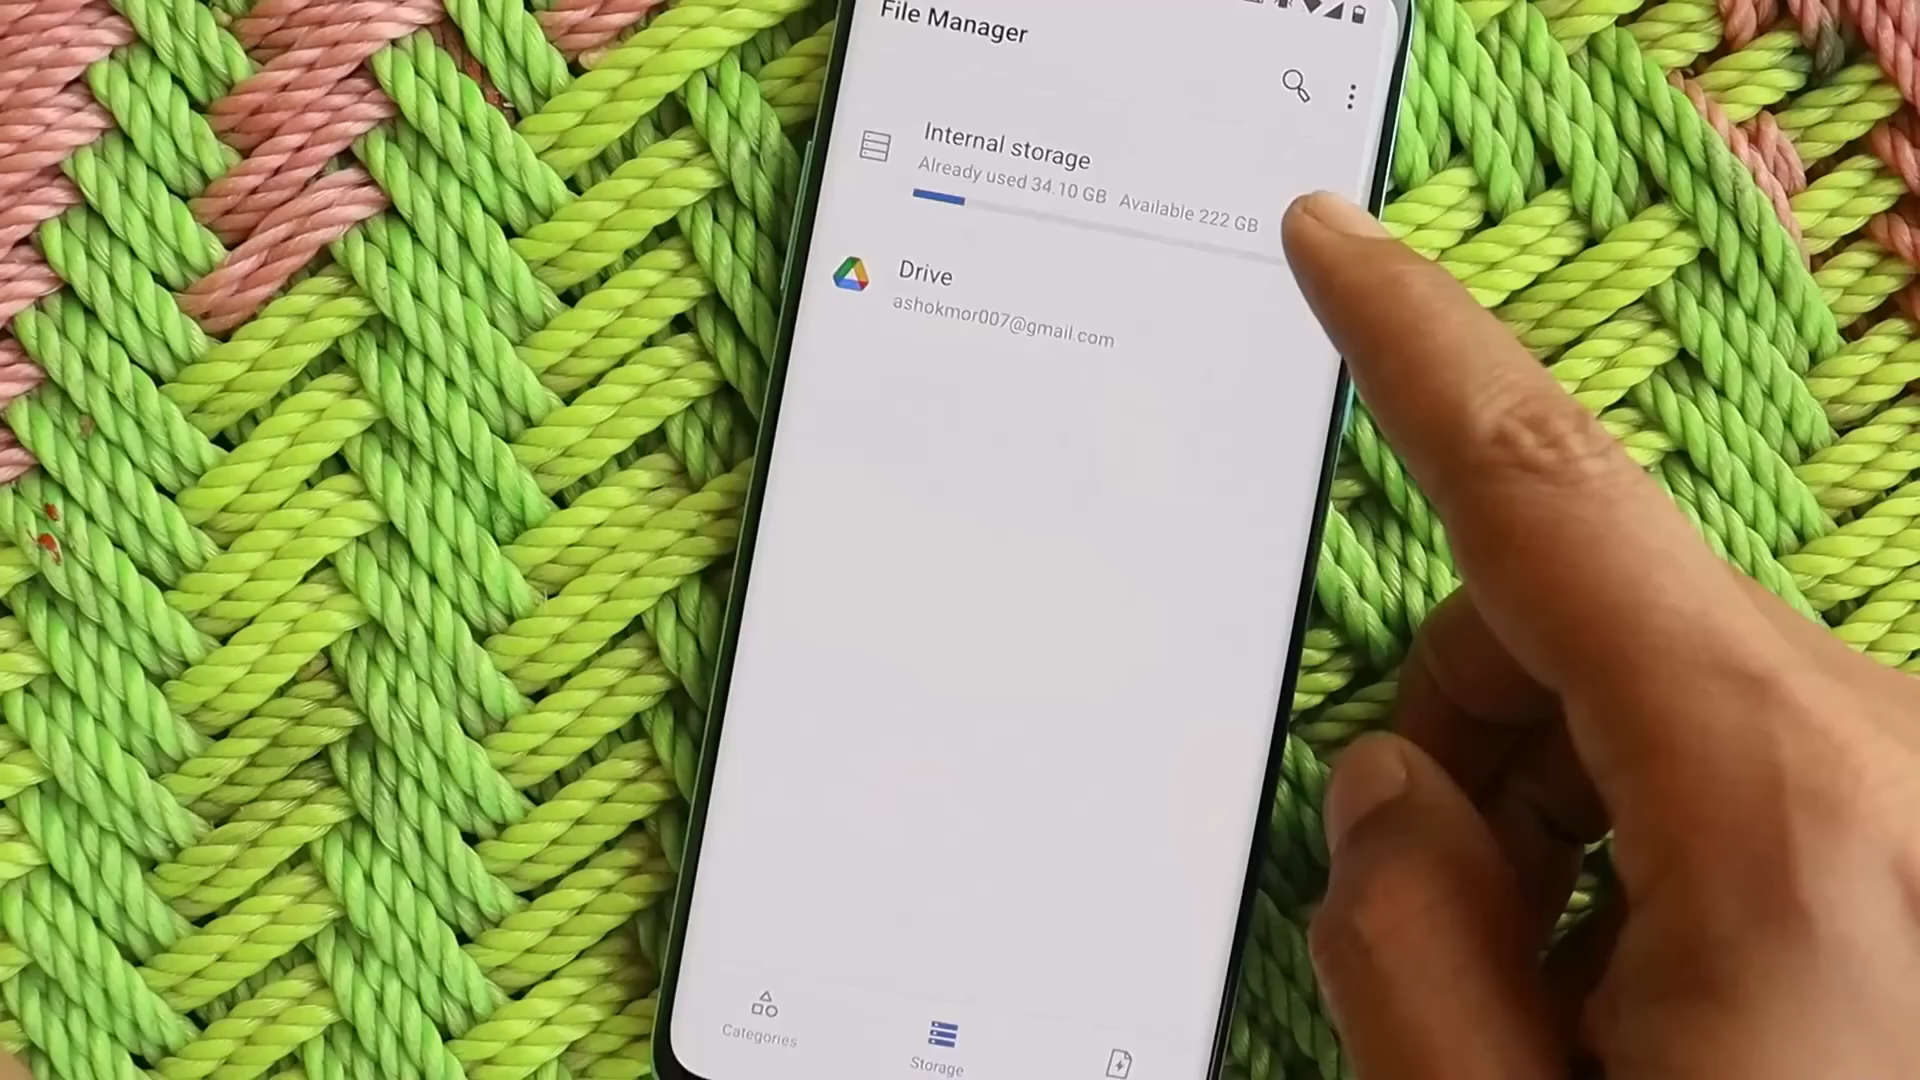 File Manager
Internal storage
Already used 34.10 GB Available 222 GB
Drive
ashokmor007@gmail.com
Categories
Storage